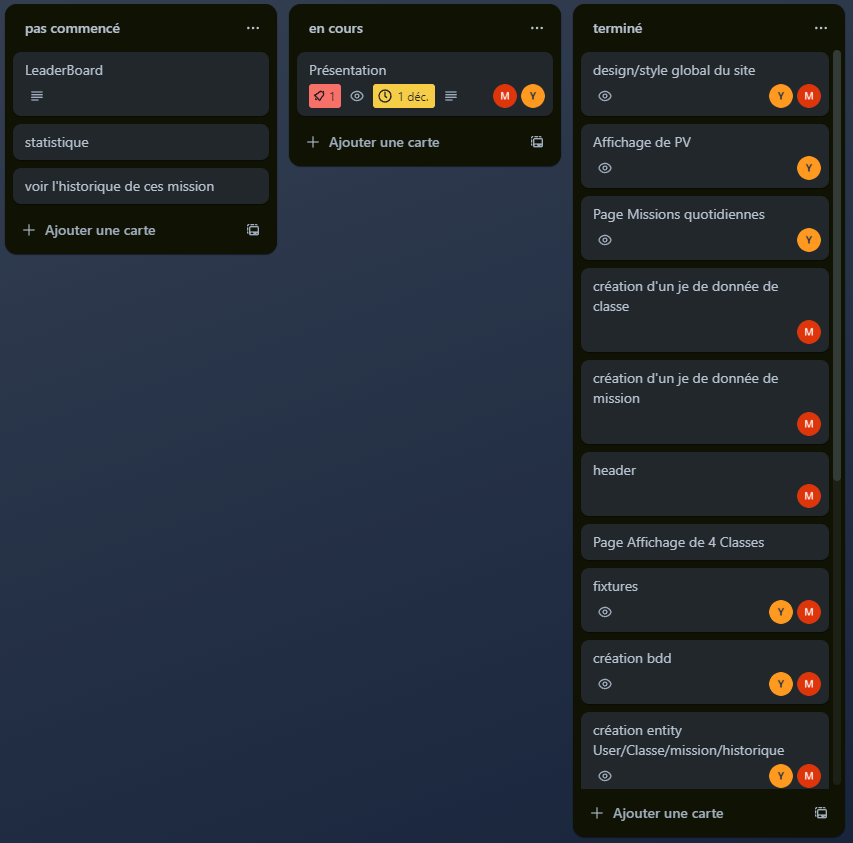 pas commencé
LeaderBoard
statistique
voir l'historique de ces mission
Ajouter une carte
en cours
Présentation
1
1 déc.
M
Y
Ajouter une carte
terminé
design/style global du site
Y
M
Affichage de PV
Y
Page Missions quotidiennes
Y
création d'un je de donnée de
classe
M
création d'un je de donnée de
mission
M
header
M
Page Affichage de 4 Classes
fixtures
Y
M
création bdd
Y
M
création entity
User/Classe/mission/historique
Y
M
Ajouter une carte